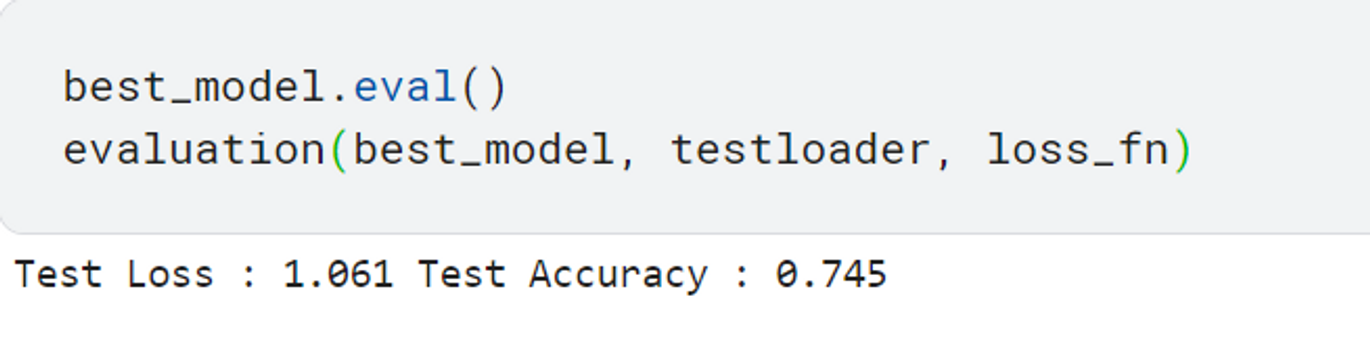 best_model.eval()
evaluation(best_model, testloader, loss_fn)
Test Loss : 1.061 Test Accuracy : 0.745